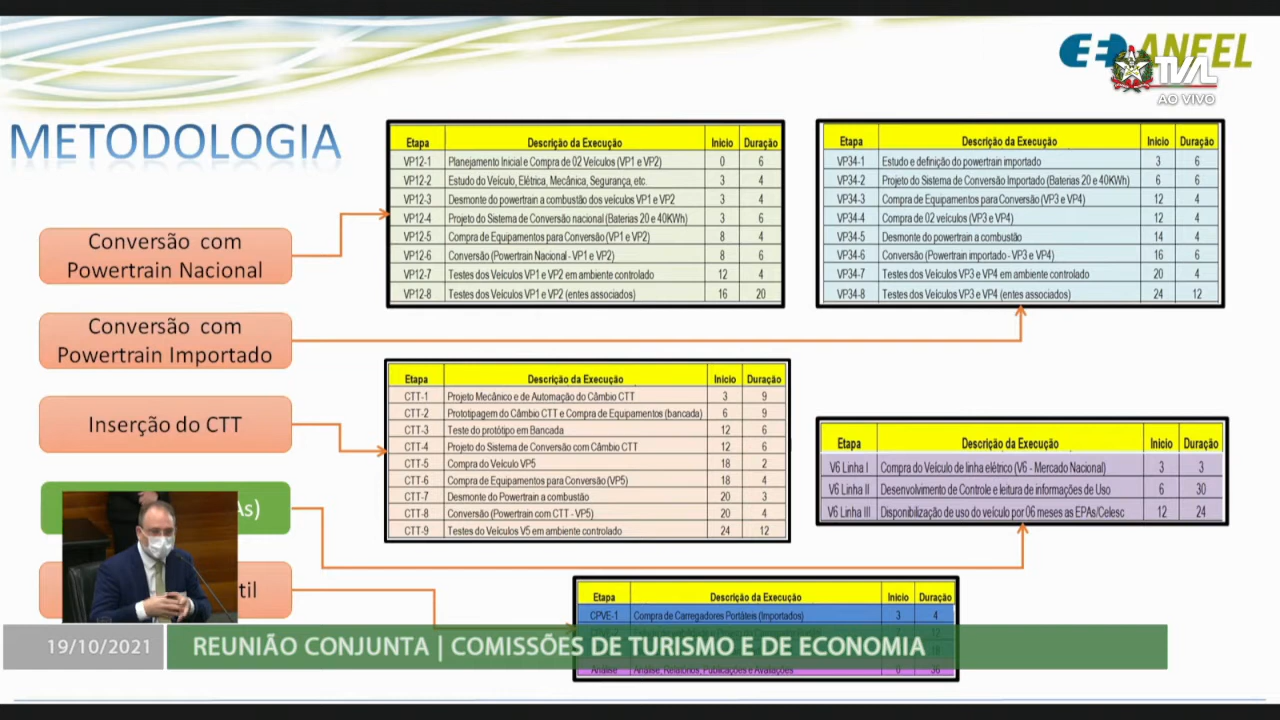 ANEEL
TVAL
AO VIVO
METODOLOGIA
Conversão com
Powertrain Nacional
Conversão com
Powertrain Importado
Inserção do CTT
As)
til
Etapa Descrição da Execução Inicio Duração
VP12-1 Planejamento Inicial e Compra de 02 Veículos (VP1 e VP2) 0 6
VP12-2 Estudo do Veículo, Elétrica, Mecânica, Segurança, etc. 3 4
VP12-3 Desmonte do powertrain a combustão dos veículos VP1 e VP2 3 4
VP12-4 Projeto do Sistema de Conversão nacional (Baterias 20 e 40KWh) 3 6
VP12-5 Compra de Equipamentos para Conversão (VP1 e VP2) 8 4
VP12-6 Conversão (Powertrain Nacional - VP1 e VP2) 8 6
VP12-7 Testes dos Veículos VP1 e VP2 em ambiente controlado 12 4
VP12-8 Testes dos Veículos VP1 e VP2 (entes associados) 16 20
Etapa Descrição da Execução Inicio Duração
VP34-1 Estudo e definição do powertrain importado 3 6
VP34-2 Projeto do Sistema de Conversão Importado (Baterias 20 e 40KWh) 6 6
VP34-3 Compra de Equipamentos para Conversão (VP3 e VP4) 12 4
VP34-4 Compra de 02 veículos (VP3 e VP4) 12 4
VP34-5 Desmonte do powertrain a combustão 14 4
VP34-6 Conversão (Powertrain importado - VP3 e VP4) 16 6
VP34-7 Testes dos Veículos VP3 e VP4 em ambiente controlado 20 4
VP34-8 Testes dos Veículos VP3 e VP4 (entes associados) 24 12
Etapa Descrição da Execução Inicio Duração
CTT-1 Projeto Mecânico e de Automação do Câmbio CTT 3 9
CTT-2 Prototipagem do Câmbio CTT e Compra de Equipamentos (bancada) 6 9
CTT-3 Teste do protótipo em Bancada 12 6
CTT-4 Projeto do Sistema de Conversão com Câmbio CTT 12 6
CTT-5 Compra do Veículo VP5 18 2
CTT-6 Compra de Equipamentos para Conversão (VP5) 18 4
CTT-7 Desmonte do Powertrain a combustão 20 3
CTT-8 Conversão (Powertrain com CTT - VP5) 20 4
CTT-9 Testes do Veículos V5 em ambiente controlado 24 12
Etapa Descrição da Execução Inicio Duração
V6 Linha I Compra do Veículo de linha elétrico (V6 - Mercado Nacional) 3 3
V6 Linha II Desenvolvimento de Controle e leitura de informações de Uso 6 30
V6 Linha III Disponibilização de uso do veículo por 06 meses as EPAs/Celesc 12 24
Etapa Descrição da Execução Inicio Duração
CPVE-1 Compra de Carregadores Portáteis (Importados) 3 4
Análise Análise, Relatórios, Publicações e Avaliações 0 36
19/10/2021 REUNIÃO CONJUNTA | COMISSÕES DE TURISMO E DE ECONOMIA